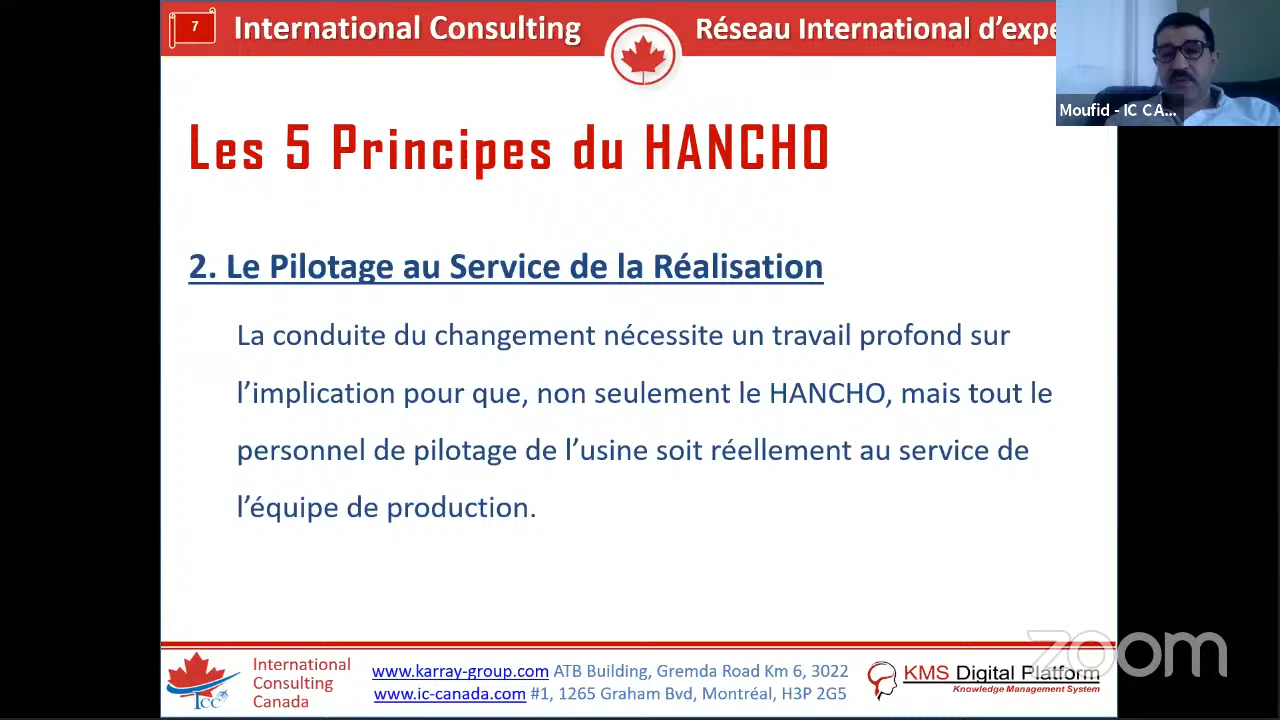 7
International Consulting
Réseau International d’expe
Moufid - IC CA...
Les 5 Principes du HANCHO
2. Le Pilotage au Service de la Réalisation
La conduite du changement nécessite un travail profond sur
l’implication pour que, non seulement le HANCHO, mais tout le
personnel de pilotage de l’usine soit réellement au service de
l’équipe de production.
zoom
ICC
International
Consulting
Canada
www.karray-group.com ATB Building, Gremda Road Km 6, 3022
www.ic-canada.com #1, 1265 Graham Bvd, Montréal, H3P 2G5
KMS Digital Platform
Knowledge Management System